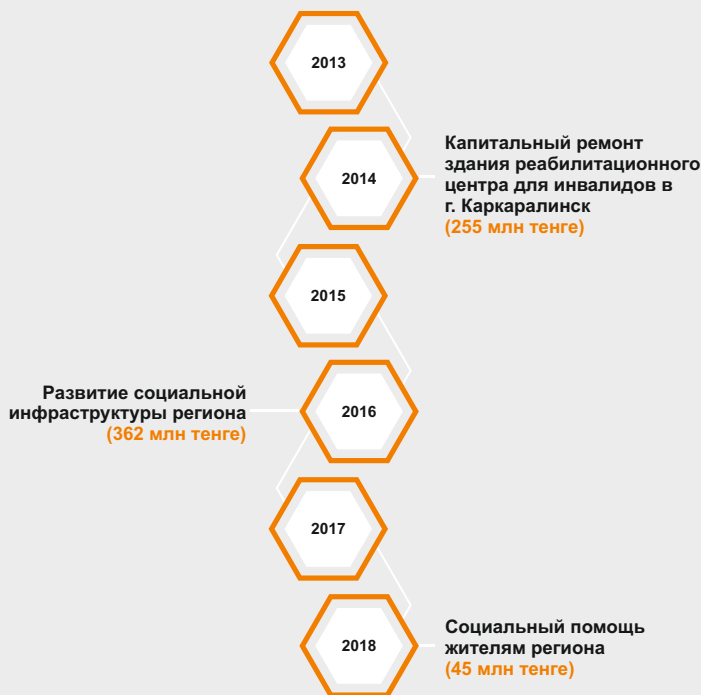 2013
2014
Капитальный ремонт
здания реабилитационного
центра для инвалидов в
г. Каркаралинск
(255 млн тенге)
2015
Развитие социальной
инфраструктуры региона
(362 млн тенге)
2016
2017
2018
Социальный помощь
жителям региона
(45 млн тенге)